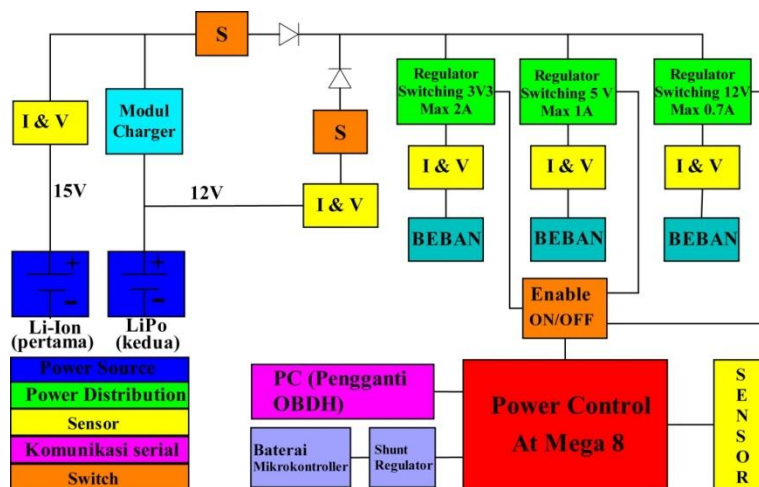 S
I & V
Modul
Charger
S
15V
12V
I & V
Regulator
Switching 3V3
Max 2A
Regulator
Switching 5 V
Max 1A
Regulator
Switching 12V
Max 0.7A
I & V
I & V
I & V
BEBAN
BEBAN
BEBAN
+
-
+
-
Li-Ion
(pertama)
LiPo
(kedua)
Enable
ON/OFF
Power Source
Power Distribution
Sensor
Komunikasi serial
Switch
PC (Pengganti
OBDH)
Baterai
Mikrokontroller
Shunt
Regulator
Power Control
At Mega 8
SENSOR